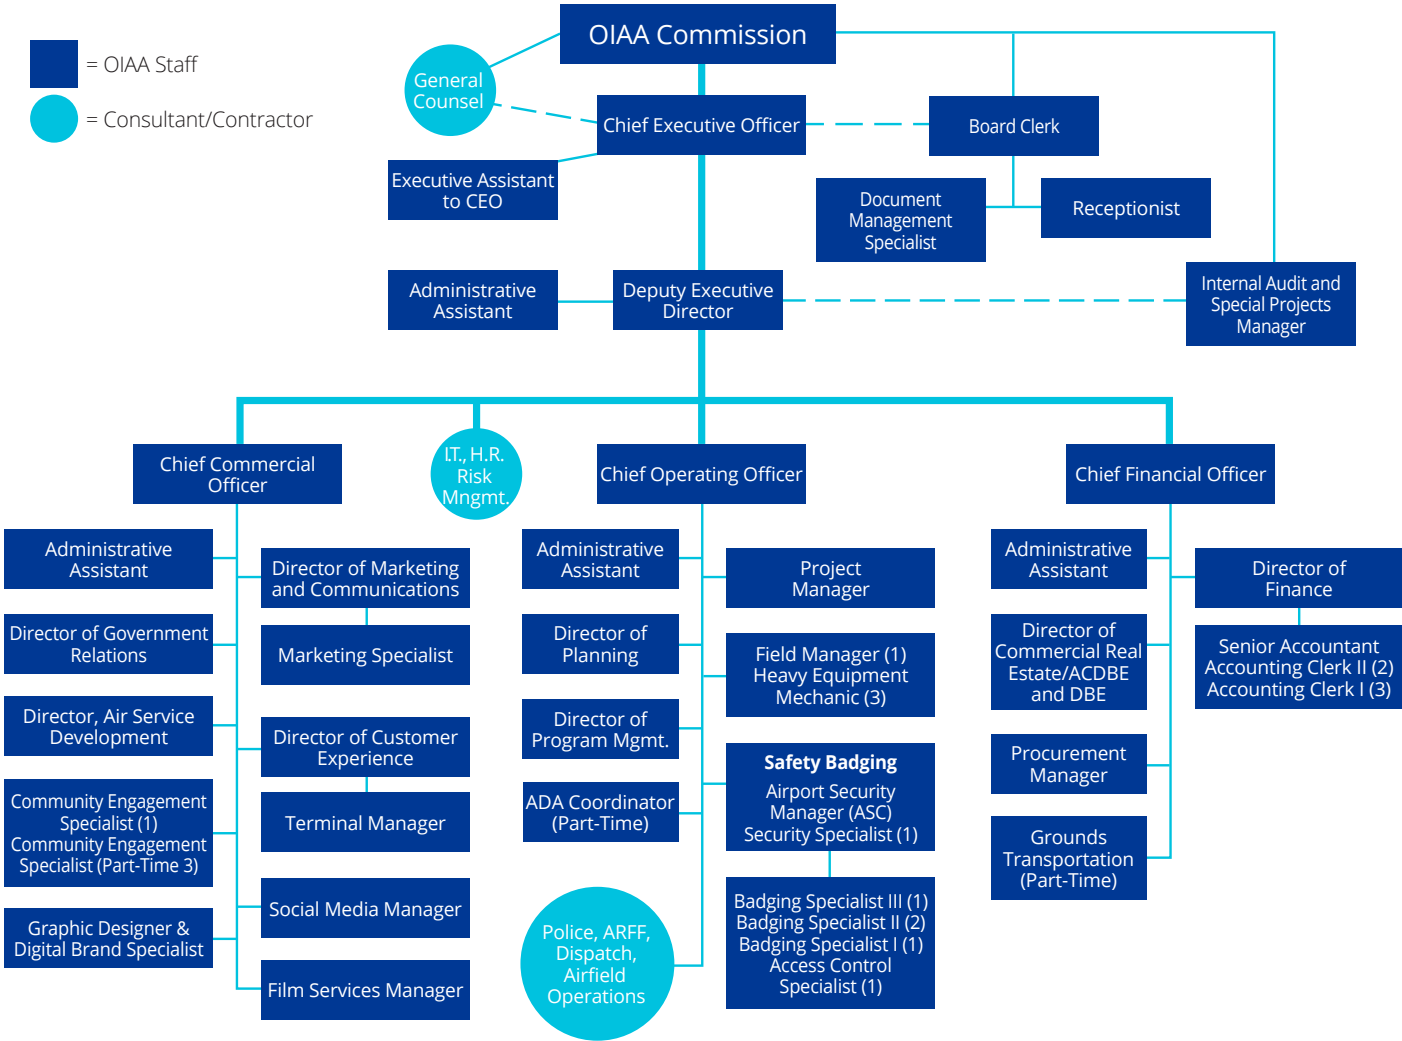 OIAA Commission
= OIAA Staff
= Consultant/Contractor
General
Counsel
Chief Executive Officer
Board Clerk
Executive Assistant
to CEO
Document
Management
Specialist
Receptionist
Administrative
Assistant
Deputy Executive
Director
Internal Audit and
Special Projects
Manager
Chief Commercial
Officer
I.T., H.R.
Risk
Mngmt.
Chief Operating Officer
Chief Financial Officer
Administrative
Assistant
Director of Marketing
and Communications
Director of Government
Relations
Marketing Specialist
Director, Air Service
Development
Director of Customer
Experience
Community Engagement
Specialist (1)
Community Engagement
Specialist (Part-Time 3)
Terminal Manager
Social Media Manager
Graphic Designer &
Digital Brand Specialist
Film Services Manager
Administrative
Assistant
Project
Manager
Director of
Planning
Field Manager (1)
Heavy Equipment
Mechanic (3)
Director of
Program Mgmt.
Safety Badging
Airport Security
Manager (ASC)
Security Specialist (1)
ADA Coordinator
(Part-Time)
Badging Specialist III (1)
Badging Specialist II (2)
Badging Specialist I (1)
Access Control
Specialist (1)
Police, ARFF,
Dispatch,
Airfield
Operations
Administrative
Assistant
Director of
Finance
Director of
Commercial Real
Estate/ACDBE
and DBE
Senior Accountant
Accounting Clerk II (2)
Accounting Clerk I (3)
Procurement
Manager
Grounds
Transportation
(Part-Time)